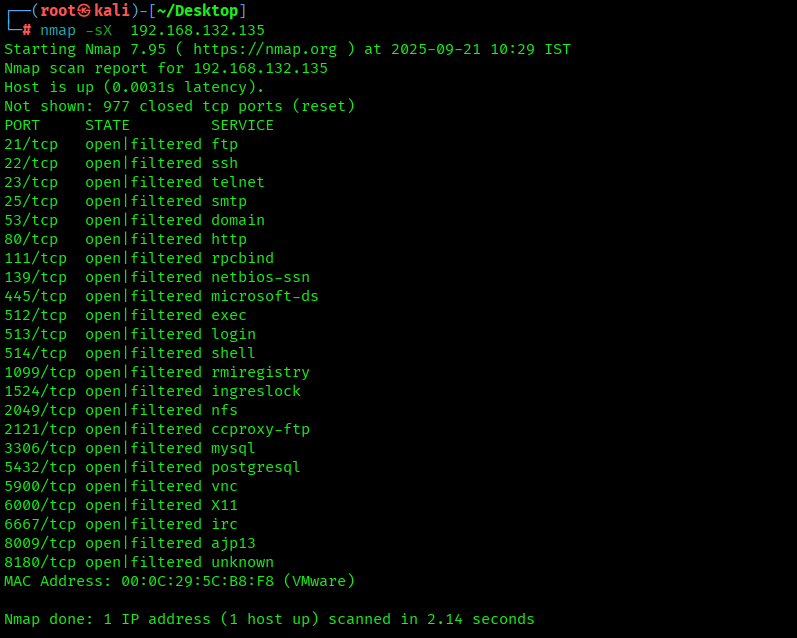 ┌──(root㉿kali)-[~/Desktop]
└─# nmap -sX  192.168.132.135
Starting Nmap 7.95 ( https://nmap.org ) at 2025-09-21 10:29 IST
Nmap scan report for 192.168.132.135
Host is up (0.0031s latency).
Not shown: 977 closed tcp ports (reset)
PORT     STATE         SERVICE
21/tcp   open|filtered ftp
22/tcp   open|filtered ssh
23/tcp   open|filtered telnet
25/tcp   open|filtered smtp
53/tcp   open|filtered domain
80/tcp   open|filtered http
111/tcp  open|filtered rpcbind
139/tcp  open|filtered netbios-ssn
445/tcp  open|filtered microsoft-ds
512/tcp  open|filtered exec
513/tcp  open|filtered login
514/tcp  open|filtered shell
1099/tcp open|filtered rmiregistry
1524/tcp open|filtered ingreslock
2049/tcp open|filtered nfs
2121/tcp open|filtered ccproxy-ftp
3306/tcp open|filtered mysql
5432/tcp open|filtered postgresql
5900/tcp open|filtered vnc
6000/tcp open|filtered X11
6667/tcp open|filtered irc
8009/tcp open|filtered ajp13
8180/tcp open|filtered unknown
MAC Address: 00:0C:29:5C:B8:F8 (VMware)

Nmap done: 1 IP address (1 host up) scanned in 2.14 seconds